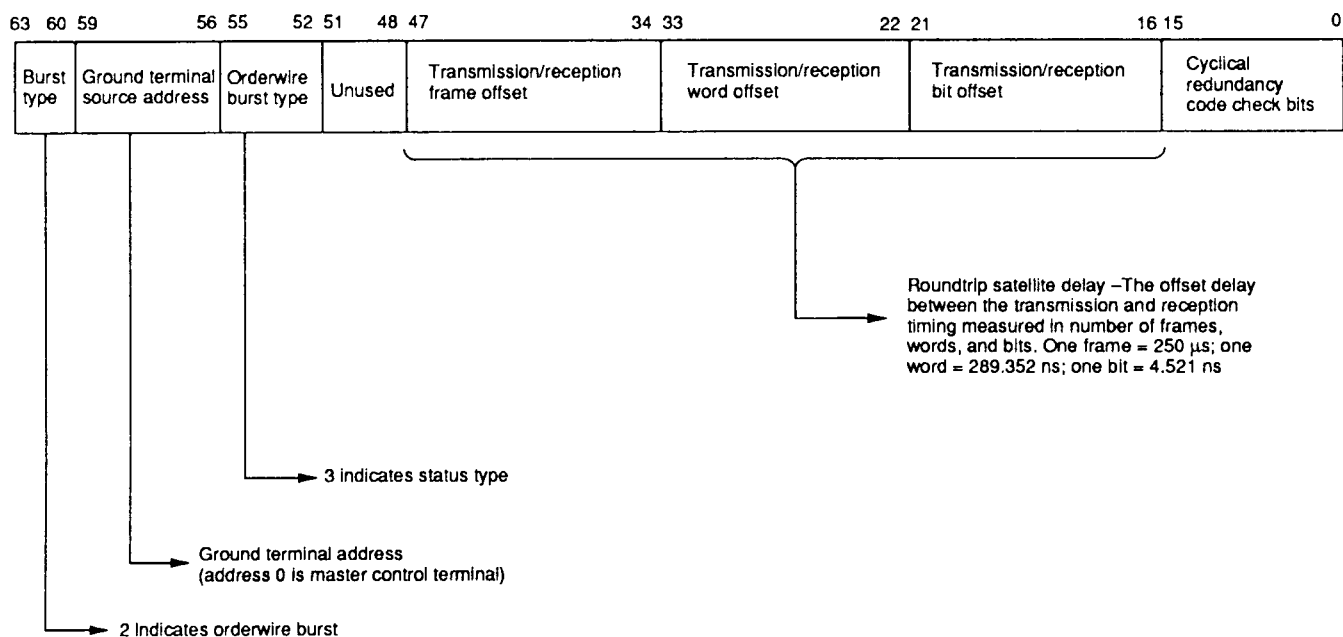 63 60 59 56 55 52 51 48 47 34 33 22 21 16 15 0
Burst type
Ground terminal source address
Orderwire burst type
Unused
Transmission/reception frame offset
Transmission/reception word offset
Transmission/reception bit offset
Cyclical redundancy code check bits
Roundtrip satellite delay –The offset delay
between the transmission and reception
timing measured in number of frames,
words, and bits. One frame = 250 µs; one
word = 289.352 ns; one bit = 4.521 ns
3 indicates status type
Ground terminal address
(address 0 is master control terminal)
2 Indicates orderwire burst